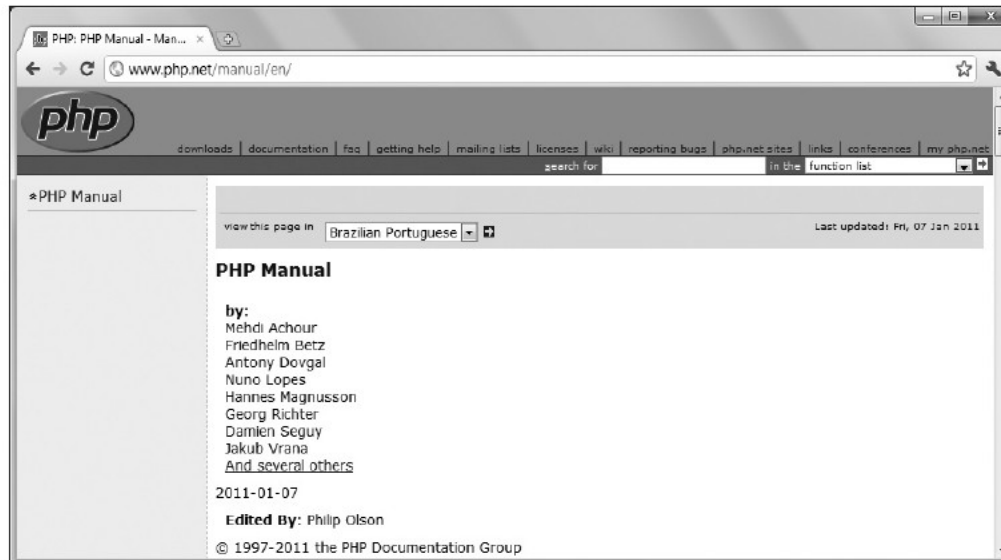 PHP: PHP Manual - Man...
www.php.net/manual/en/
php
downloads | documentation | faq | getting help | mailing lists | licenses | wiki | reporting bugs | php.net sites | links | conferences | my php.net
search for in the function list
PHP Manual
view this page in Brazilian Portuguese Last updated: Fri, 07 Jan 2011
PHP Manual
by:
Mehdi Achour
Friedhelm Betz
Antony Dovgal
Nuno Lopes
Hannes Magnusson
Georg Richter
Damien Seguy
Jakub Vrana
And several others
2011-01-07
Edited By: Philip Olson
© 1997-2011 the PHP Documentation Group